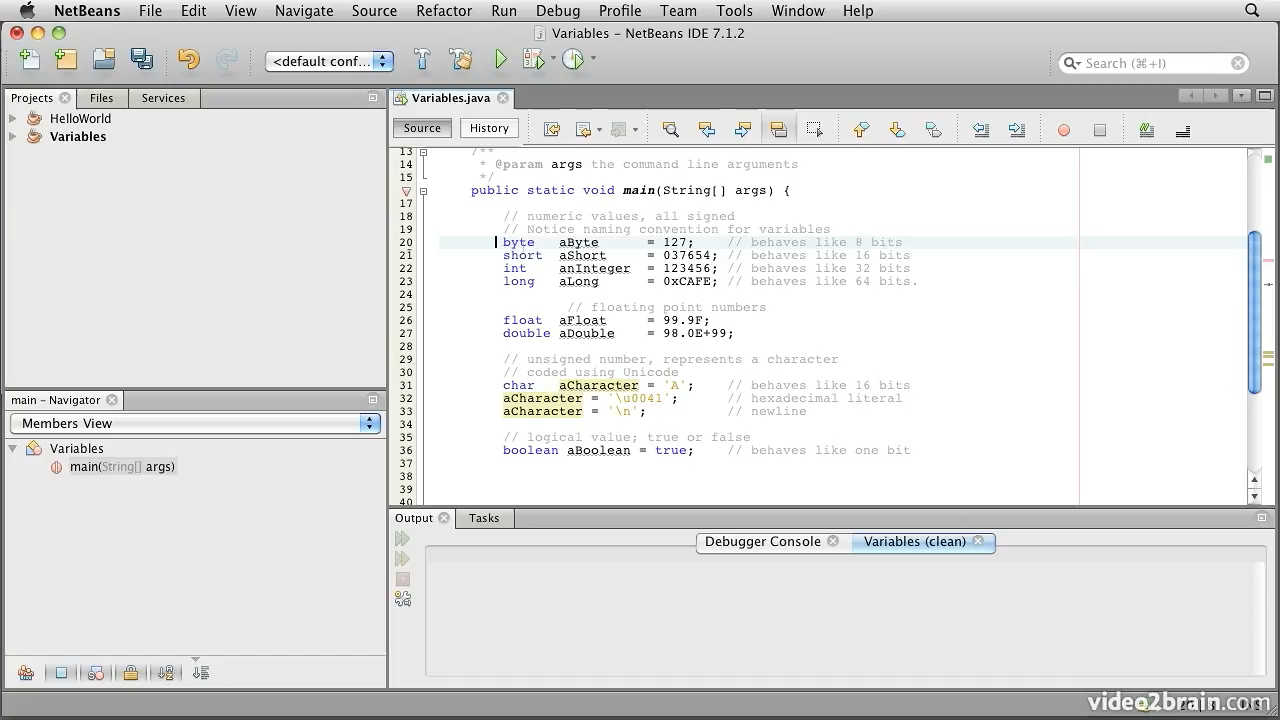 NetBeans File Edit View Navigate Source Refactor Run Debug Profile Team Tools Window Help
Variables - NetBeans IDE 7.1.2
<default conf...
Search (⌘+I)
Projects Files Services
HelloWorld
Variables
Variables.java
Source History
13 /**
14 * @param args the command line arguments
15 */
public static void main(String[] args) {
17
18 // numeric values, all signed
19 // Notice naming convention for variables
20 byte aByte = 127; // behaves like 8 bits
21 short aShort = 037654; // behaves like 16 bits
22 int anInteger = 123456; // behaves like 32 bits
23 long aLong = 0xCAFE; // behaves like 64 bits.
24
25 // floating point numbers
26 float aFloat = 99.9F;
27 double aDouble = 98.0E+99;
28
29 // unsigned number, represents a character
30 // coded using Unicode
31 char aCharacter = 'A'; // behaves like 16 bits
32 aCharacter = '\u0041'; // hexadecimal literal
33 aCharacter = '\n'; // newline
34
35 // logical value; true or false
36 boolean aBoolean = true; // behaves like one bit
37
38
39
40
main - Navigator
Members View
Variables
main(String[] args)
Output Tasks
Debugger Console Variables (clean)
video2brain.com